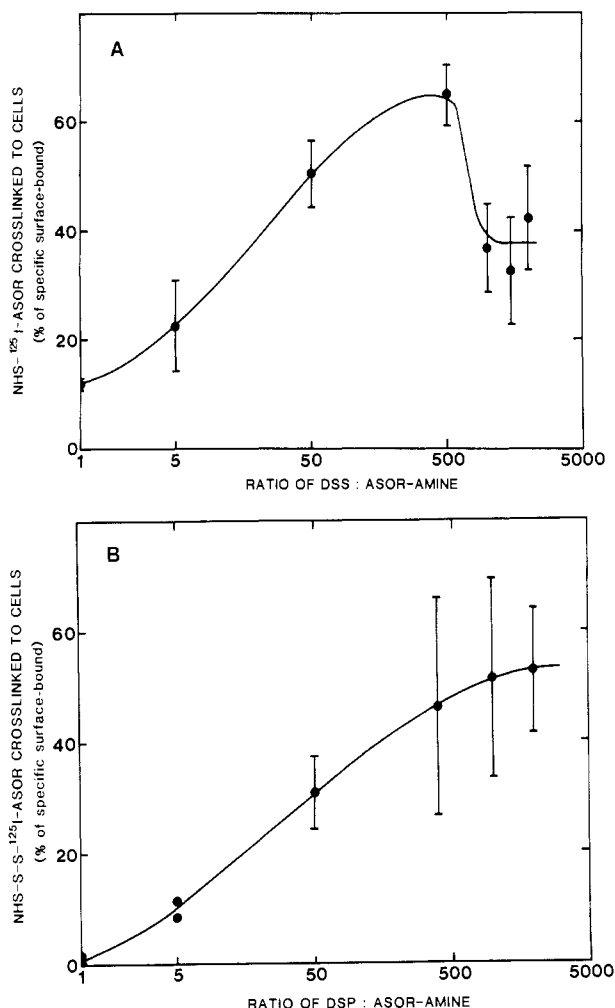 A
NHS-¹²⁵I-ASOR CROSSLINKED TO CELLS
(% of specific surface-bound)
60
40
20
0
1 5 50 500 5000
RATIO OF DSS : ASOR-AMINE
B
NHS-S-S-¹²⁵I-ASOR CROSSLINKED TO CELLS
(% of specific surface-bound)
60
40
20
0
1 5 50 500 5000
RATIO OF DSP : ASOR-AMINE